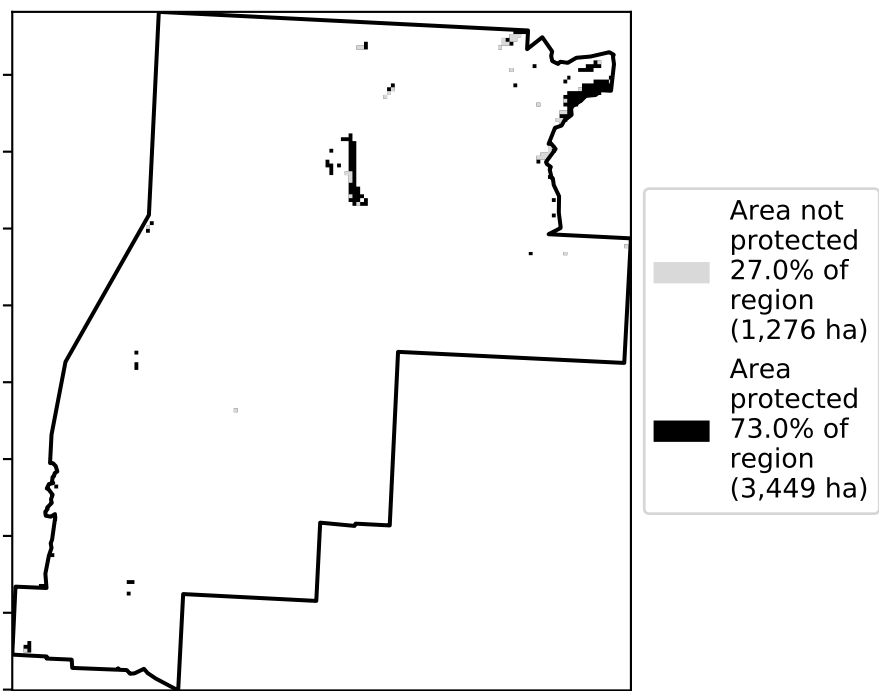 Area not
protected
27.0% of
region
(1,276 ha)
Area
protected
73.0% of
region
(3,449 ha)